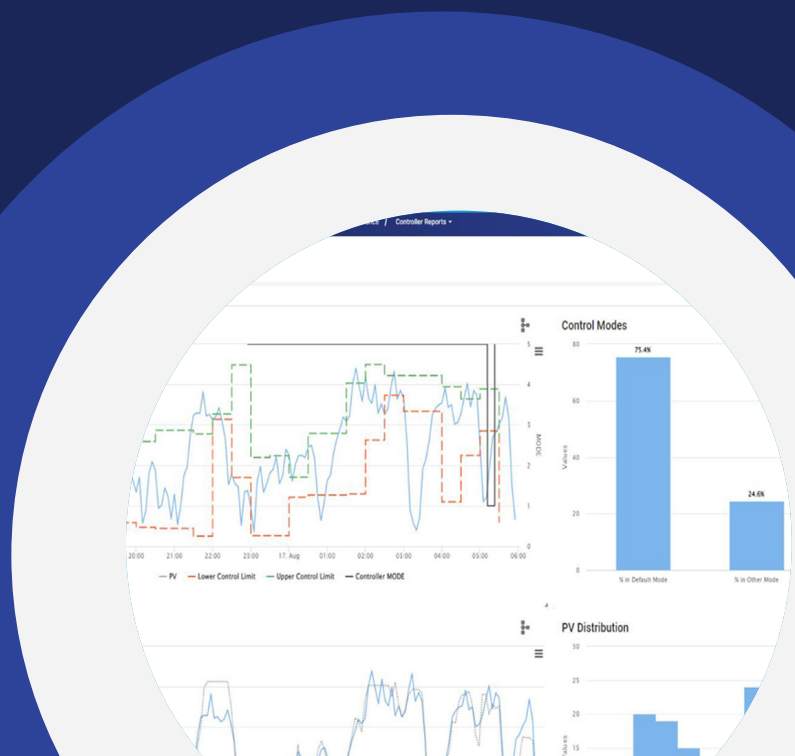 / Controller Reports
Control Modes
5
4
3
2
1
0
MODE
20:00 21:00 22:00 23:00 17. Aug 01:00 02:00 03:00 04:00 05:00 06:00
PV Lower Control Limit Upper Control Limit Controller MODE
80
60
40
20
0
Values
75.4%
24.6%
% in Default Mode % in Other Mode
PV Distribution
30
25
20
15
Values